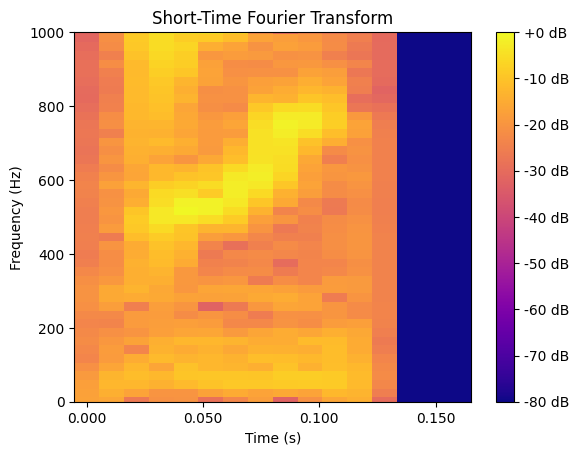 Short-Time Fourier Transform
1000
800
600
400
200
0
Frequency (Hz)
0.000
0.050
0.100
0.150
Time (s)
+0 dB
-10 dB
-20 dB
-30 dB
-40 dB
-50 dB
-60 dB
-70 dB
-80 dB